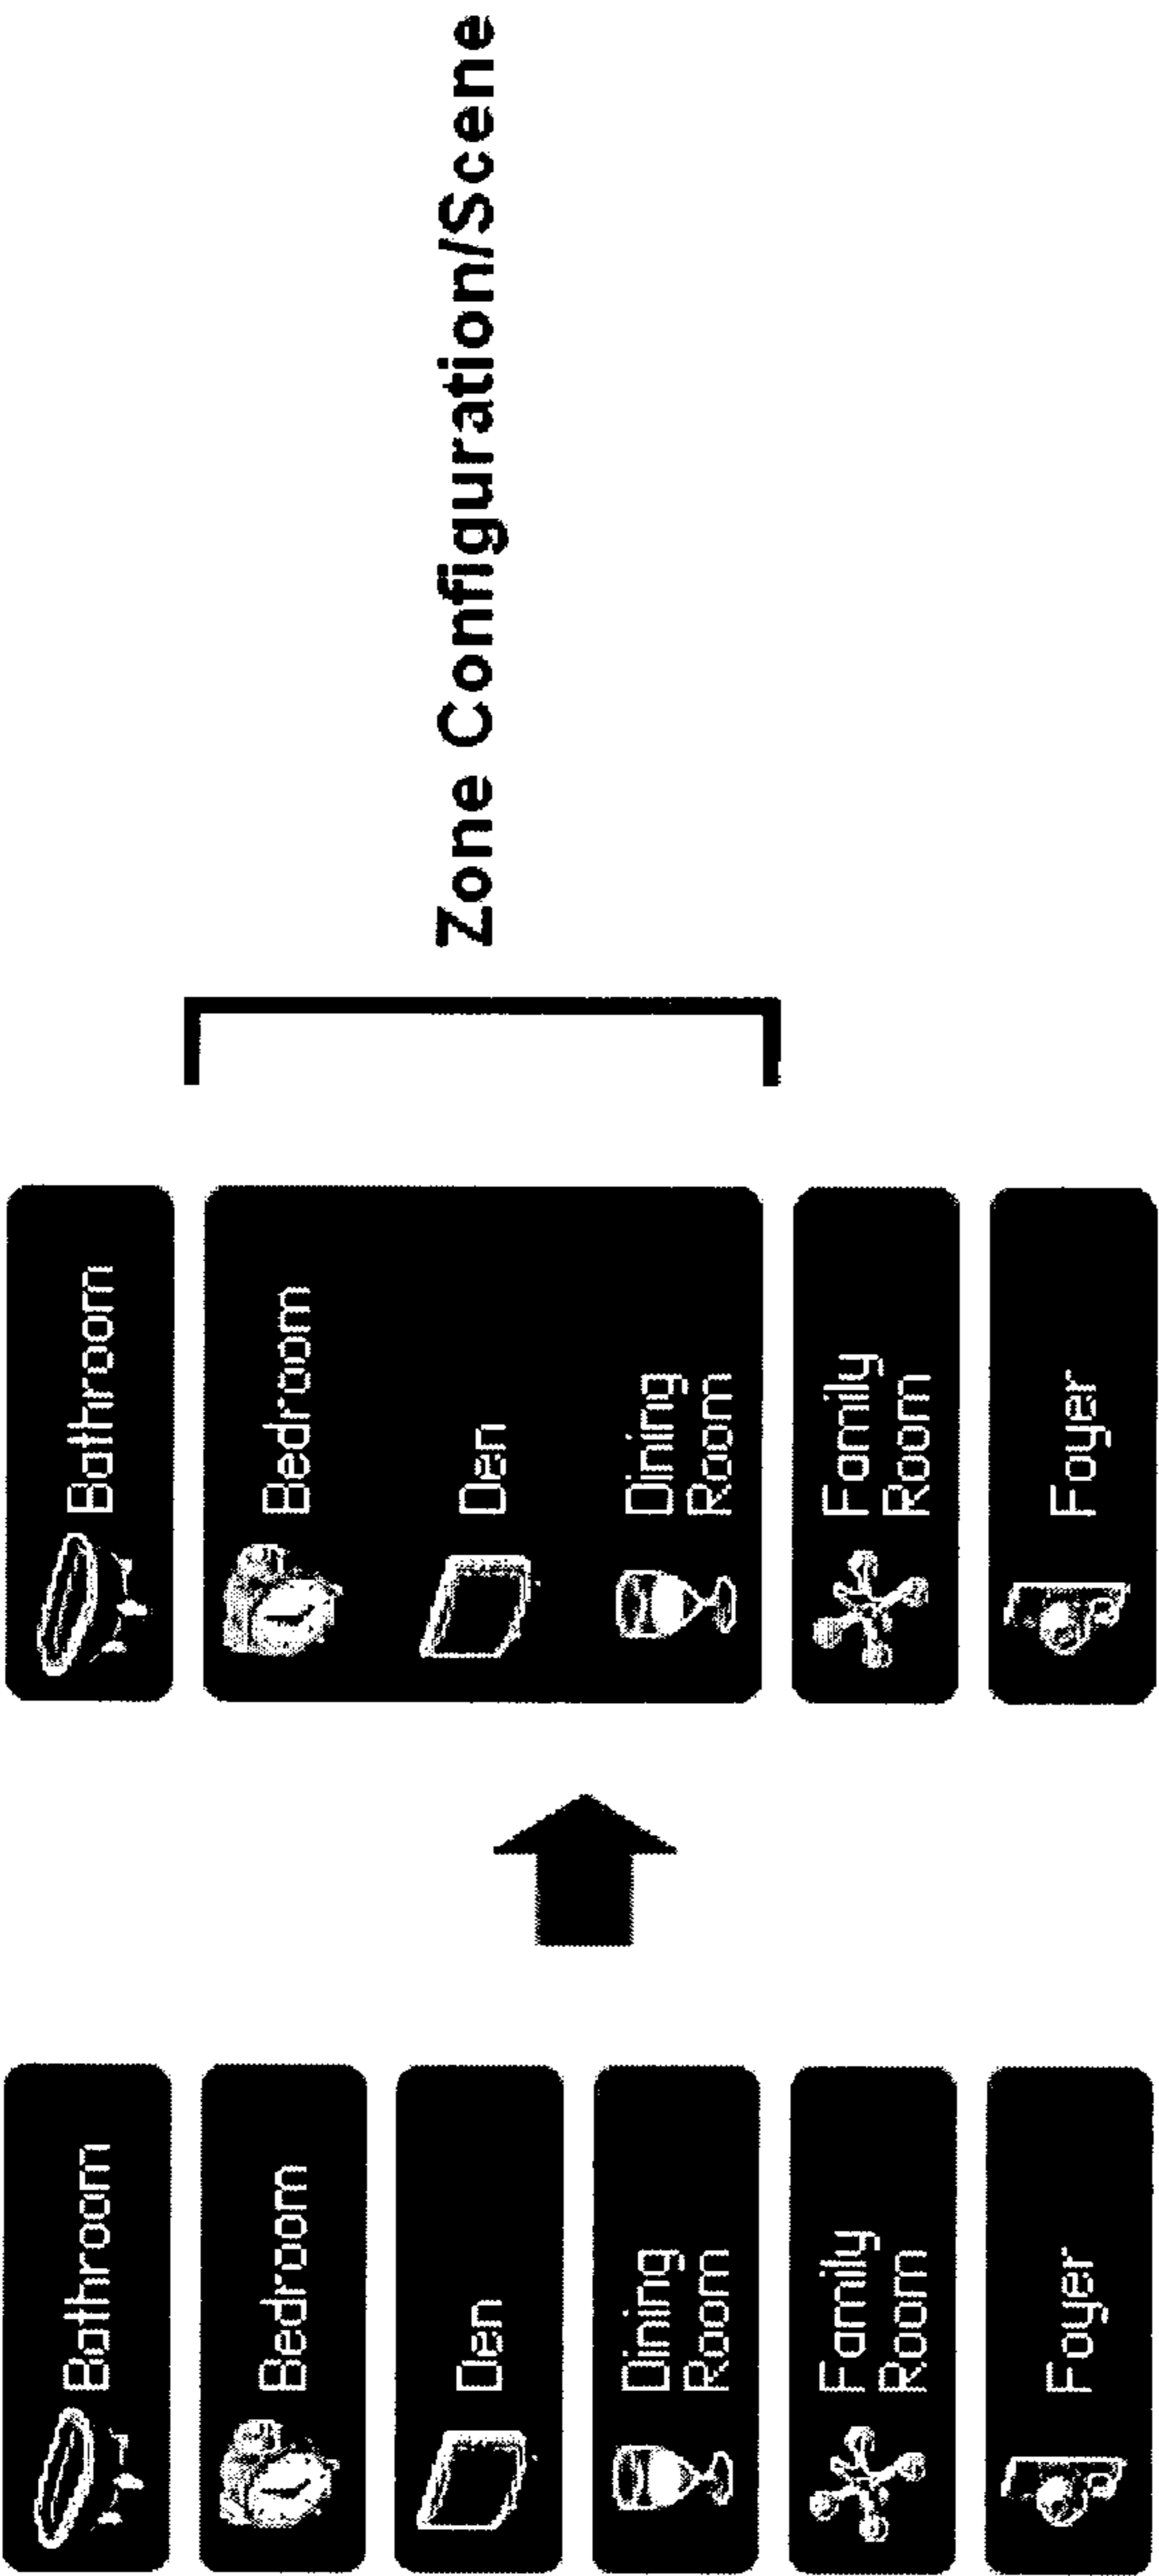 Bathroom
Bedroom
Den
Dining
Room
Family
Room
Foyer
Bathroom
Bedroom
Den
Dining
Room
Family
Room
Foyer
Zone Configuration/Scene